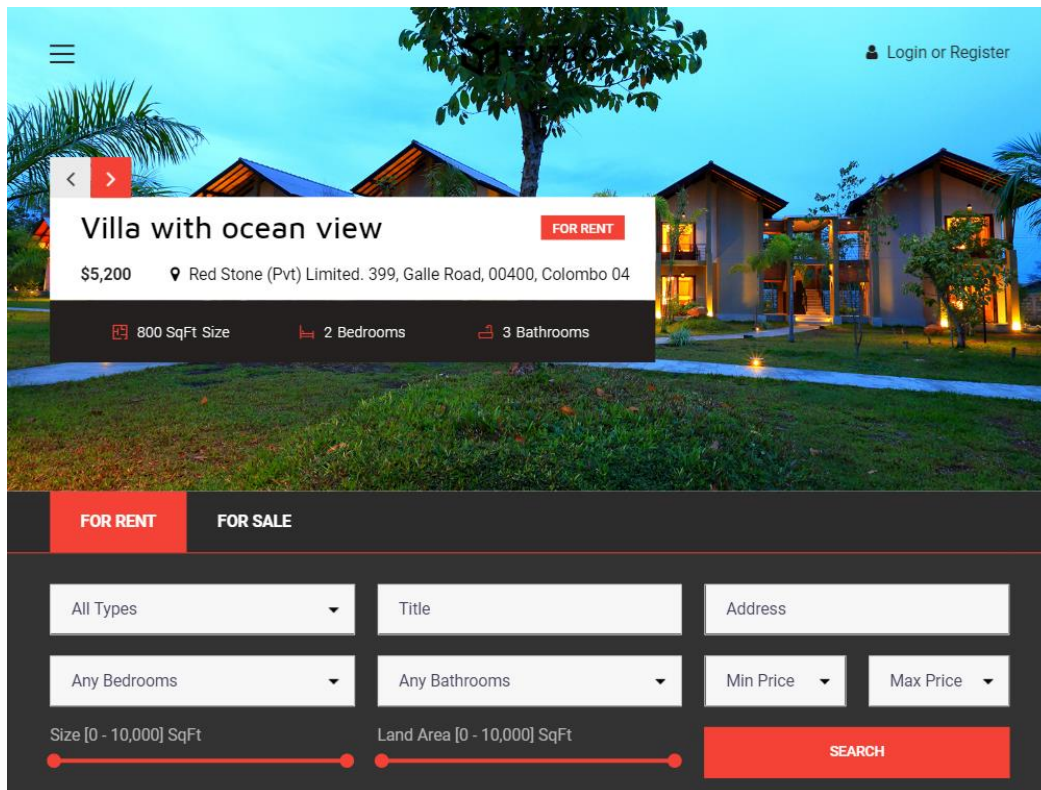 Login or Register
Villa with ocean view
FOR RENT
$5,200 Red Stone (Pvt) Limited. 399, Galle Road, 00400, Colombo 04
800 SqFt Size 2 Bedrooms 3 Bathrooms
FOR RENT FOR SALE
All Types Title Address
Any Bedrooms Any Bathrooms Min Price Max Price
Size [0 - 10,000] SqFt Land Area [0 - 10,000] SqFt
SEARCH